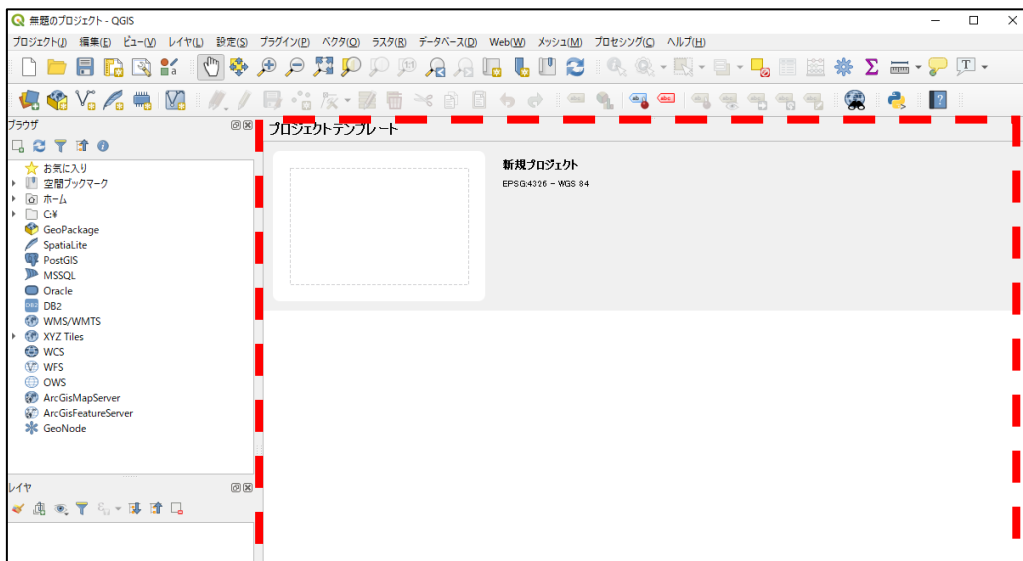 無題のプロジェクト - QGIS
プロジェクト(J) 編集(E) ビュー(V) レイヤ(L) 設定(S) プラグイン(P) ベクタ(O) ラスタ(R) データベース(D) Web(W) メッシュ(M) プロセシング(C) ヘルプ(H)
ブラウザ
プロジェクトテンプレート
お気に入り
空間ブックマーク
ホーム
C:¥
GeoPackage
SpatiaLite
PostGIS
MSSQL
Oracle
DB2
WMS/WMTS
XYZ Tiles
WCS
WFS
OWS
ArcGisMapServer
ArcGisFeatureServer
GeoNode
新規プロジェクト
EPSG:4326 - WGS 84
レイヤ